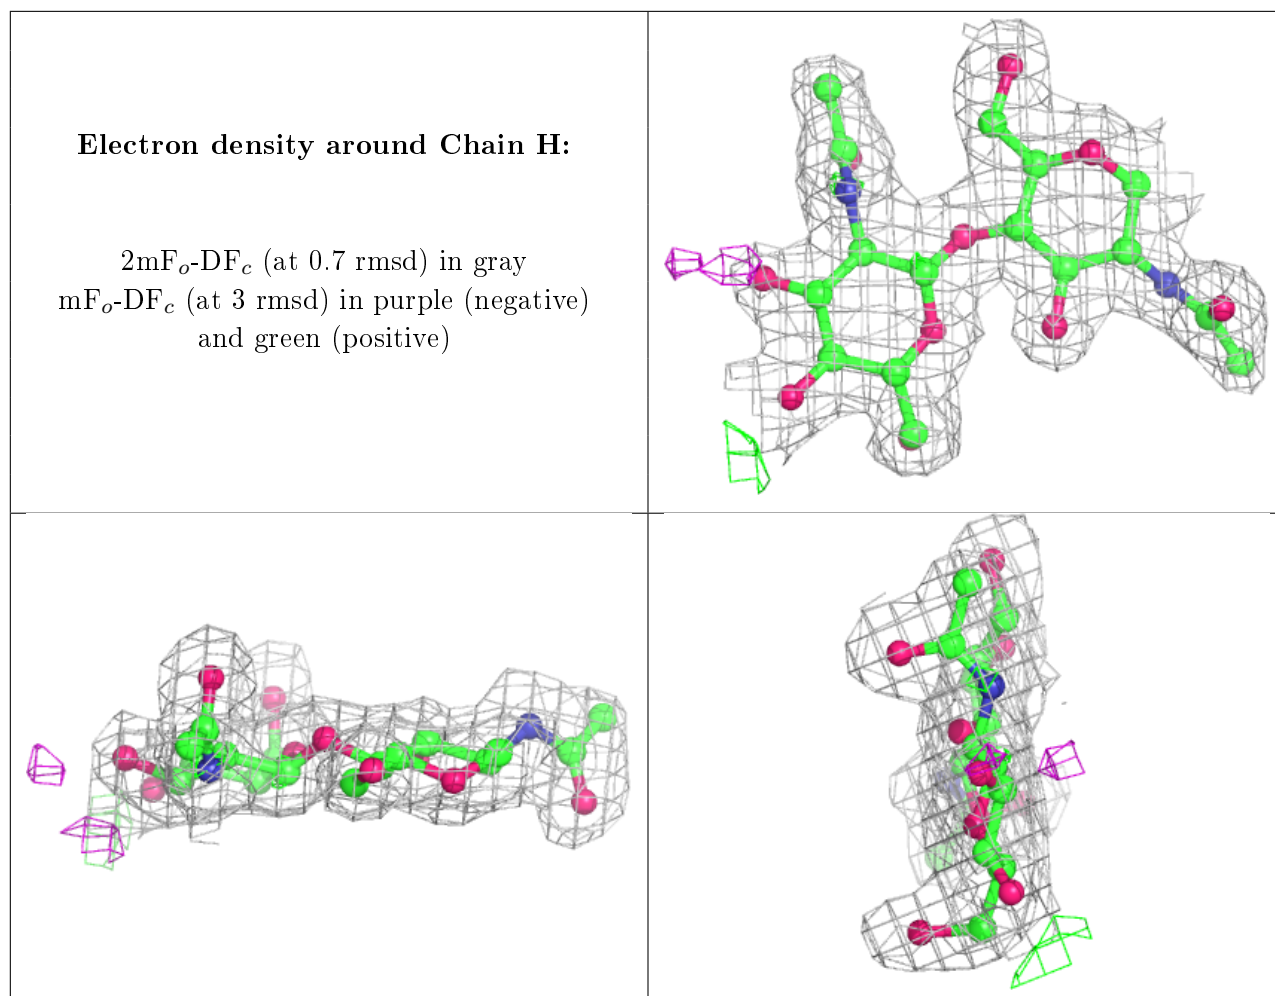 Electron density around Chain H:
2mFo-DFc (at 0.7 rmsd) in gray
mFo-DFc (at 3 rmsd) in purple (negative)
and green (positive)